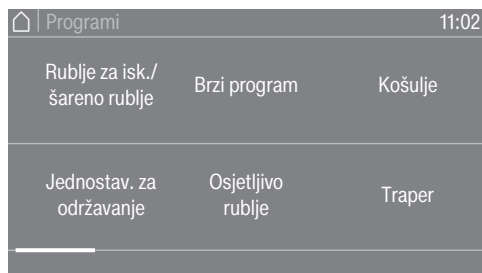 Programi
11:02
Rublje za isk./
šareno rublje
Brzi program
Košulje
Jednostav. za
održavanje
Osjetljivo
rublje
Traper